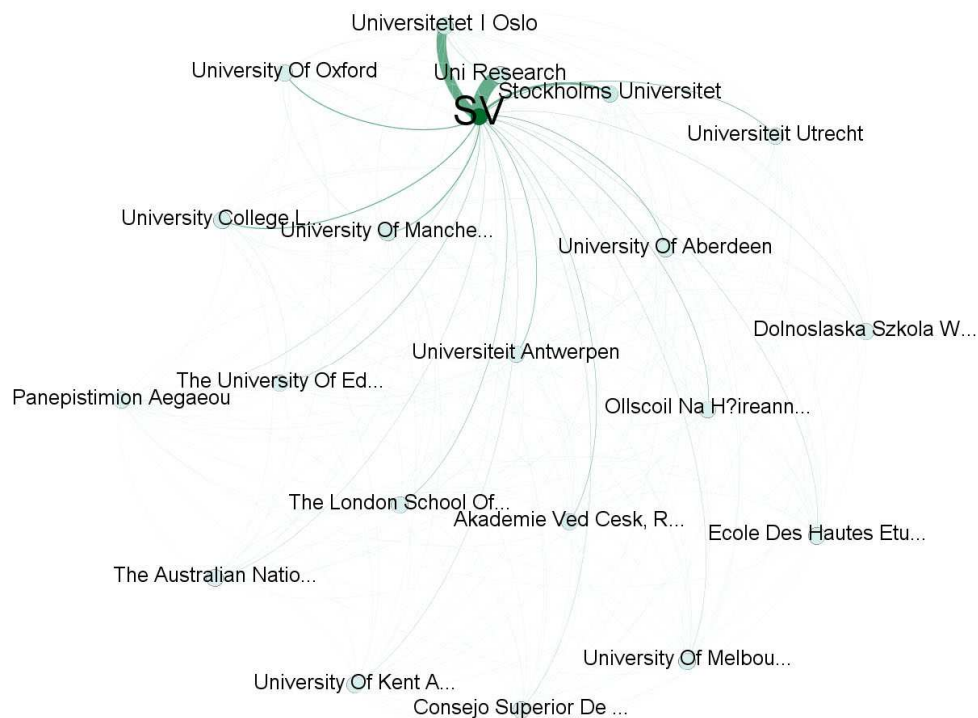 Universitetet I Oslo
University Of Oxford
Uni Research
Stockholms Universitet
SV
Universiteit Utrecht
University College L...
University Of Manche...
University Of Aberdeen
Dolnoslaska Szkola W...
Universiteit Antwerpen
The University Of Ed...
Panepistimion Aegaeou
Ollscoil Na H?ireann...
The London School Of...
Akademie Ved Cesk, R...
Ecole Des Hautes Etu...
The Australian Natio...
University Of Melbou...
University Of Kent A...
Consejo Superior De ...